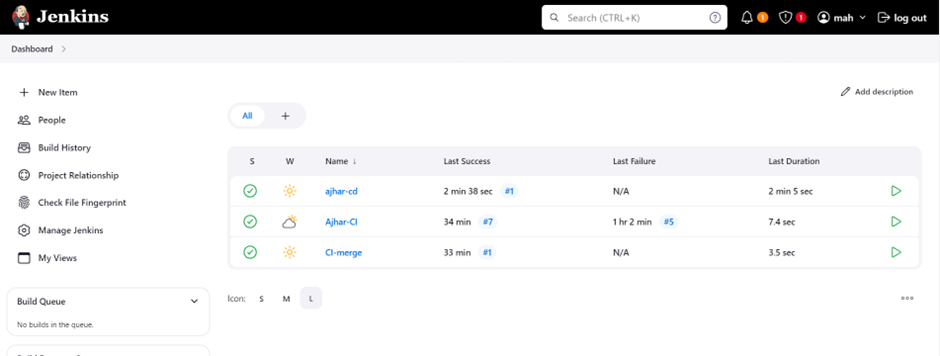 Jenkins
Search (CTRL+K)
?
1
1
mah
log out
Dashboard
New Item
People
Build History
Project Relationship
Check File Fingerprint
Manage Jenkins
My Views
Build Queue
No builds in the queue.
Add description
All +
S W Name ↓ Last Success Last Failure Last Duration
ajhar-cd 2 min 38 sec #1 N/A 2 min 5 sec
Ajhar-CI 34 min #7 1 hr 2 min #5 7.4 sec
CI-merge 33 min #1 N/A 3.5 sec
Icon: S M L